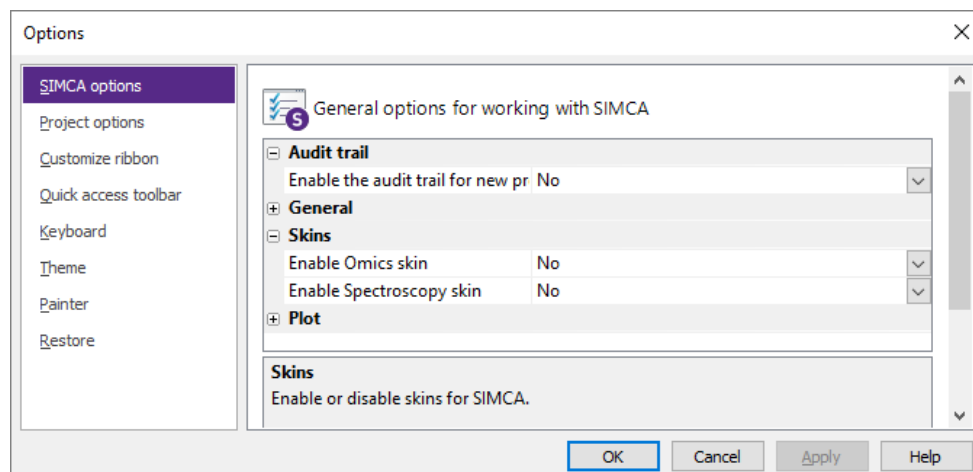 Options
SIMCA options
Project options
Customize ribbon
Quick access toolbar
Keyboard
Theme
Painter
Restore
S
General options for working with SIMCA
Audit trail
Enable the audit trail for new pr No
General
Skins
Enable Omics skin No
Enable Spectroscopy skin No
Plot
Skins
Enable or disable skins for SIMCA.
OK Cancel Apply Help